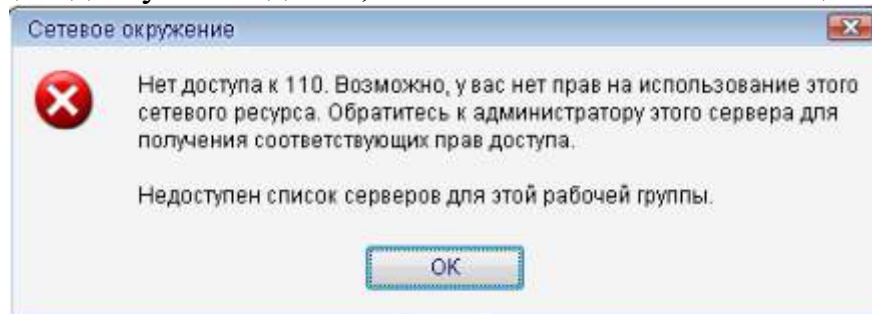 Сетевое окружение
Нет доступа к 110. Возможно, у вас нет прав на использование этого
сетевого ресурса. Обратитесь к администратору этого сервера для
получения соответствующих прав доступа.
Недоступен список серверов для этой рабочей группы.
OK